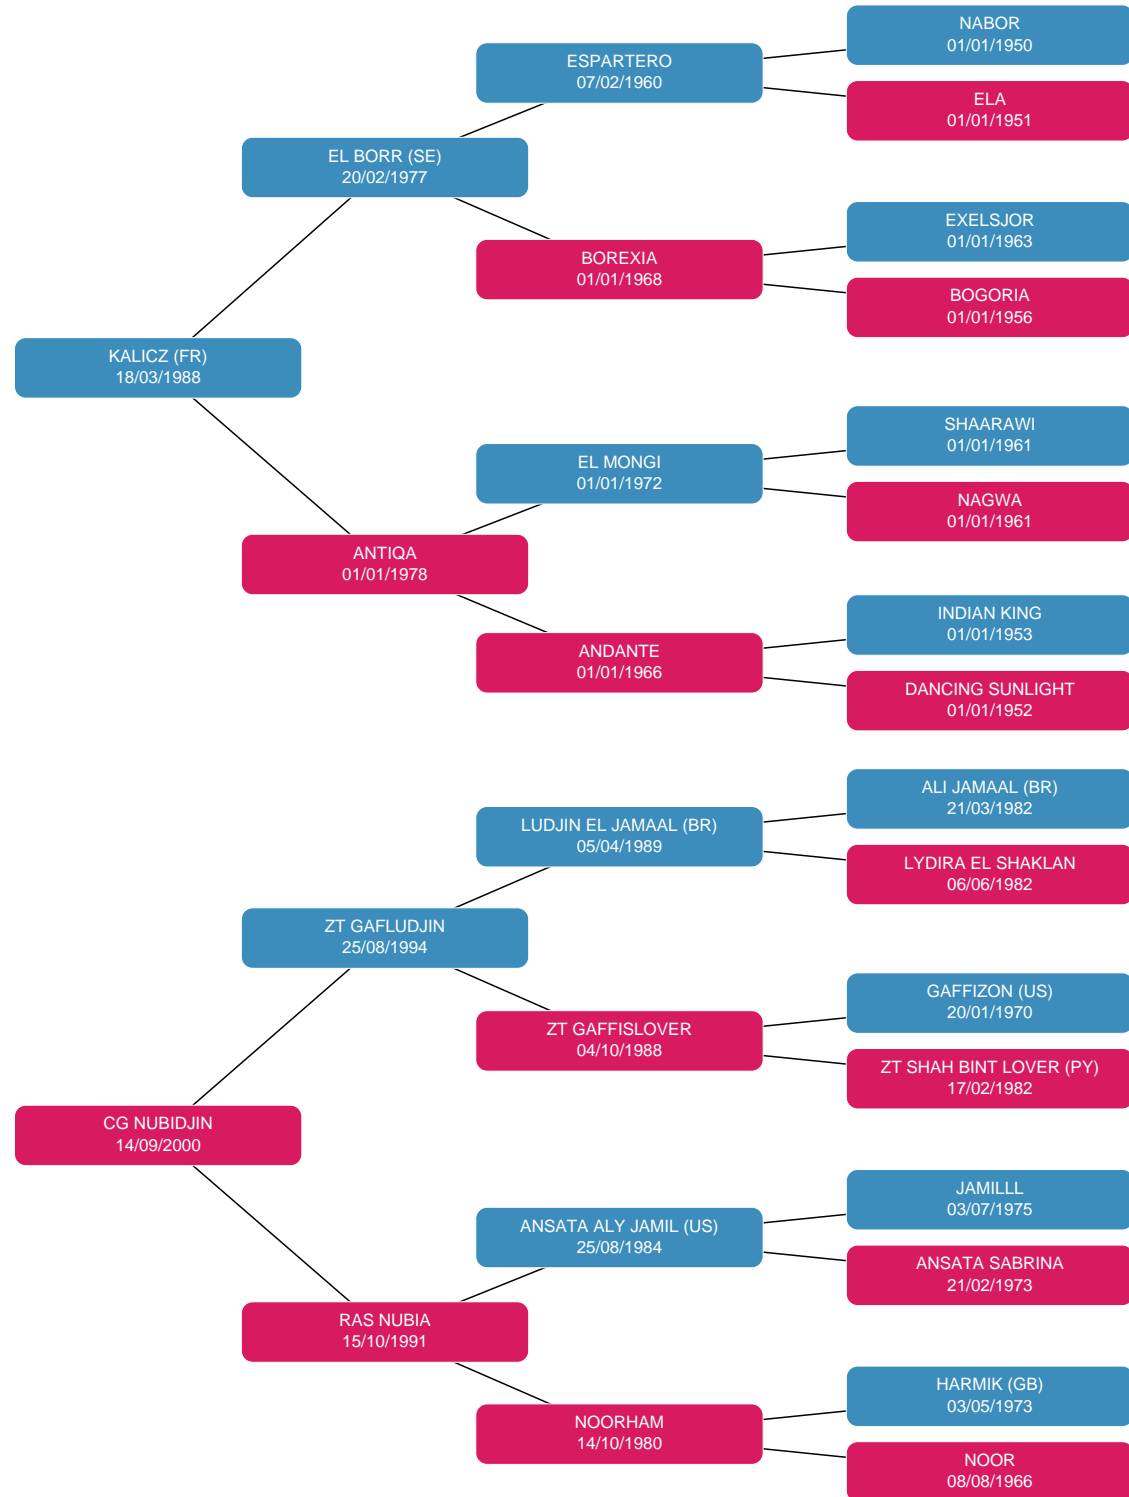 NABOR
01/01/1950
ESPARTERO
07/02/1960
ELA
01/01/1951
EL BORR (SE)
20/02/1977
EXELSJOR
01/01/1963
BOREXIA
01/01/1968
BOGORIA
01/01/1956
KALICZ (FR)
18/03/1988
SHAARAWI
01/01/1961
EL MONGI
01/01/1972
NAGWA
01/01/1961
ANTIQA
01/01/1978
INDIAN KING
01/01/1953
ANDANTE
01/01/1966
DANCING SUNLIGHT
01/01/1952
ALI JAMAAL (BR)
21/03/1982
LUDJIN EL JAMAAL (BR)
05/04/1989
LYDIRA EL SHAKLAN
06/06/1982
ZT GAFLUDJIN
25/08/1994
GAFFIZON (US)
20/01/1970
ZT GAFFISLOVER
04/10/1988
ZT SHAH BINT LOVER (PY)
17/02/1982
CG NUBIDJIN
14/09/2000
JAMILLL
03/07/1975
ANSATA ALY JAMIL (US)
25/08/1984
ANSATA SABRINA
21/02/1973
RAS NUBIA
15/10/1991
HARMIK (GB)
03/05/1973
NOORHAM
14/10/1980
NOOR
08/08/1966